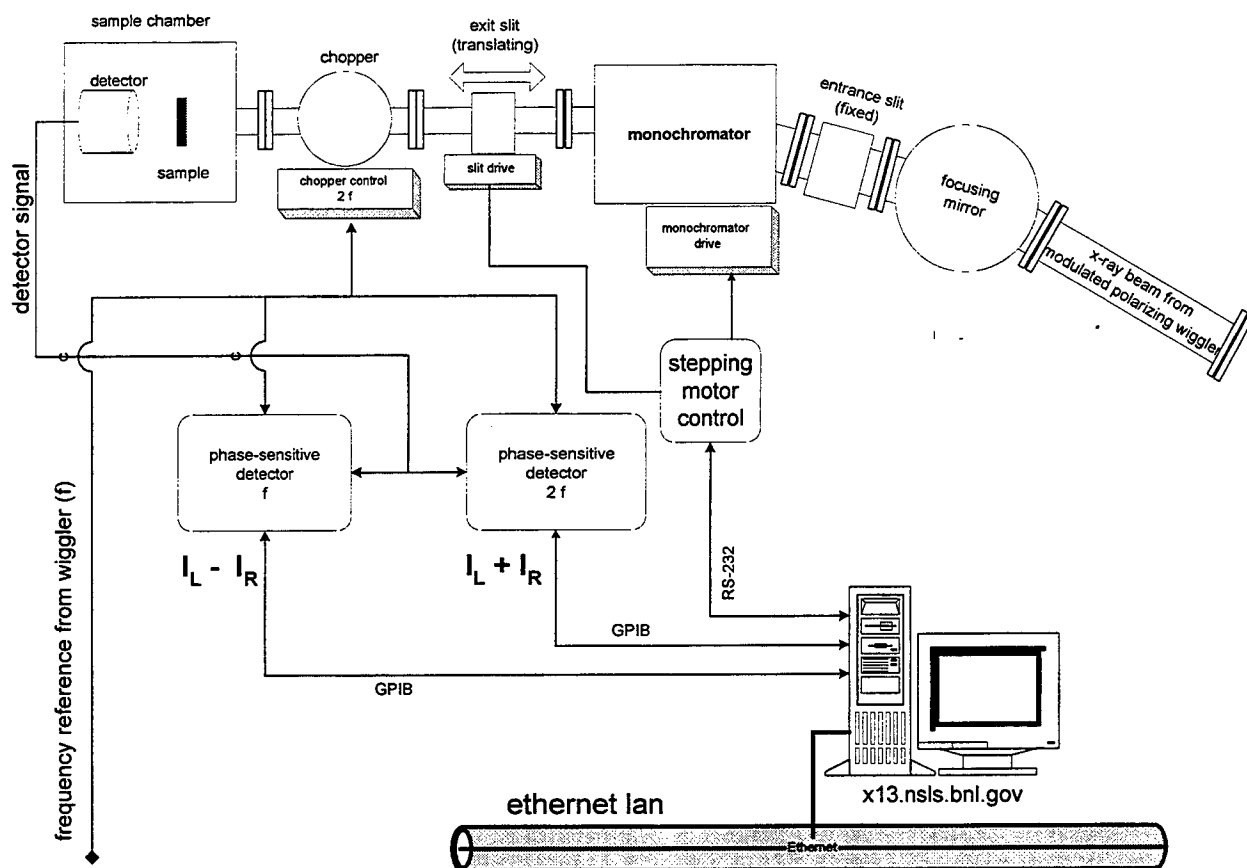 sample chamber
exit slit
(translating)
chopper
detector
sample
entrance slit
(fixed)
monochromator
focusing
mirror
slit drive
chopper control
2 f
monochromator
drive
x-ray beam from
modulated polarizing wiggler
detector signal
c
c
stepping
motor
control
phase-sensitive
detector
f
phase-sensitive
detector
2 f
frequency reference from wiggler (f)
I_L - I_R
I_L + I_R
RS-232
GPIB
GPIB
x13.nsls.bnl.gov
ethernet lan
Ethernet